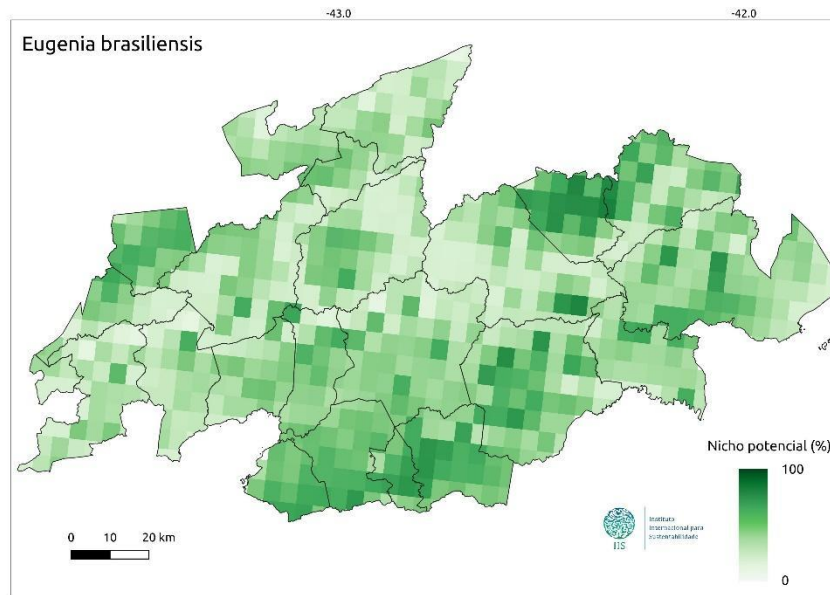 -43.0
-42.0
Eugenia brasiliensis
Nicho potencial (%)
100
0
0
10
20 km
IIS
Instituto
Internacional para
Sustentabilidade